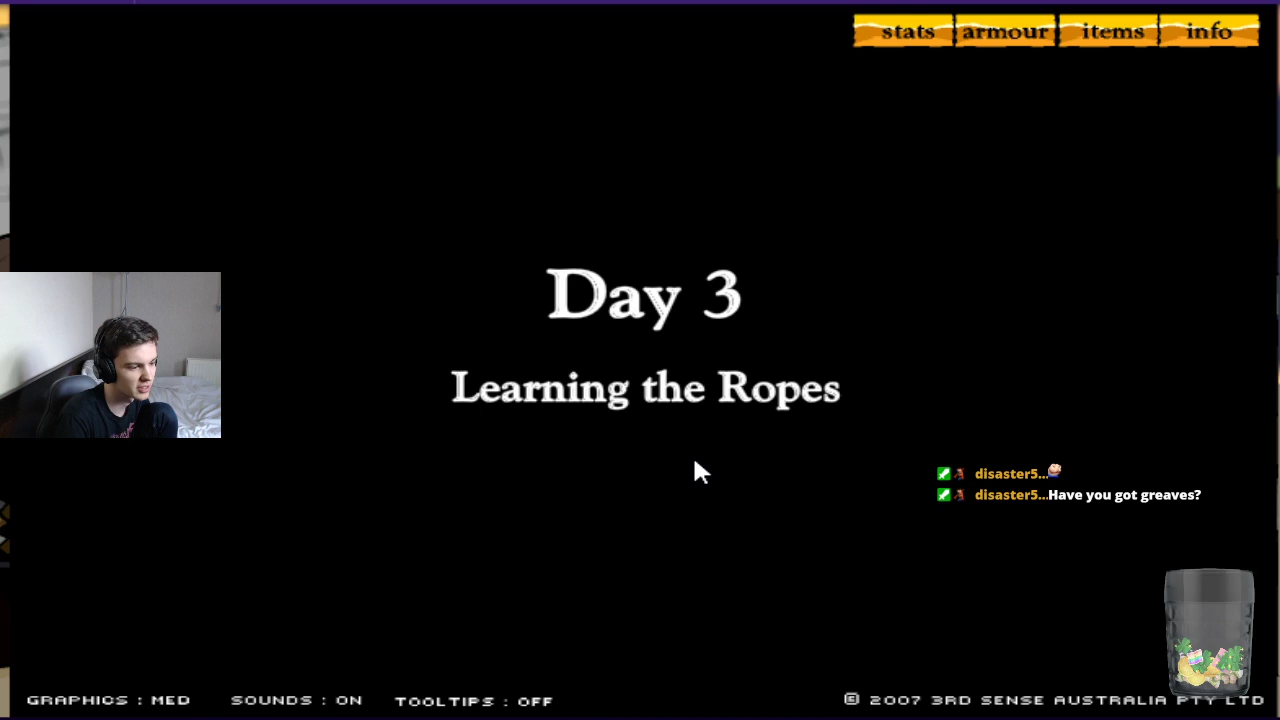 stats armour items info
Day 3
Learning the Ropes
disaster5...
disaster5...Have you got greaves?
GRAPHICS : MED SOUNDS : ON TOOLTIPS : OFF © 2007 3RD SENSE AUSTRALIA PTY LTD